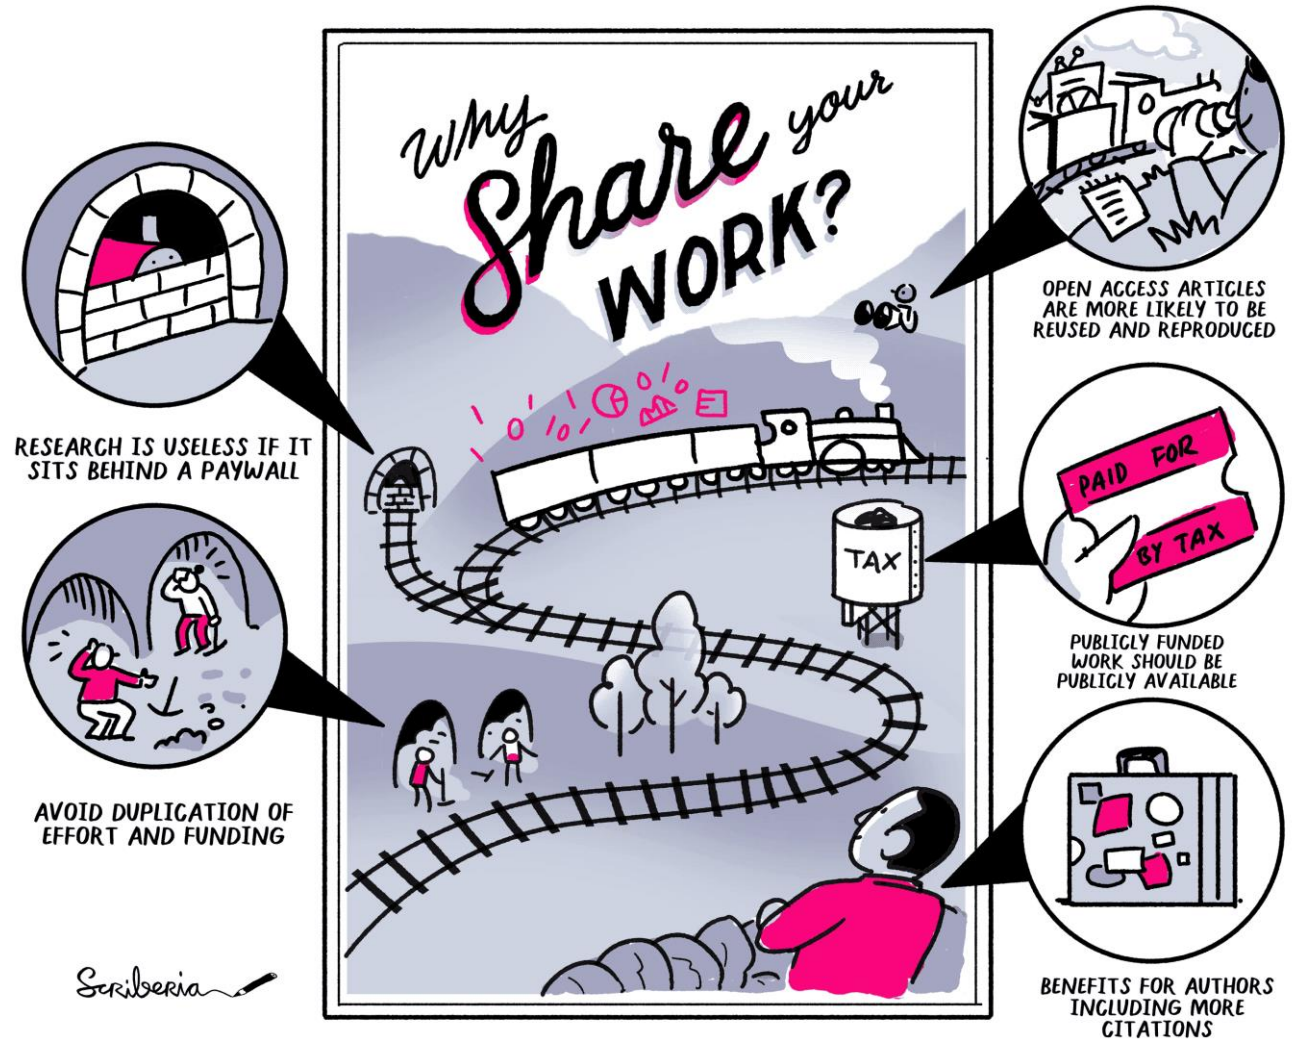 Why
Share your
WORK?
RESEARCH IS USELESS IF IT
SITS BEHIND A PAYWALL
AVOID DUPLICATION OF
EFFORT AND FUNDING
OPEN ACCESS ARTICLES
ARE MORE LIKELY TO BE
REUSED AND REPRODUCED
TAX
PAID FOR
BY TAX
PUBLICLY FUNDED
WORK SHOULD BE
PUBLICLY AVAILABLE
BENEFITS FOR AUTHORS
INCLUDING MORE
CITATIONS
Scriberia